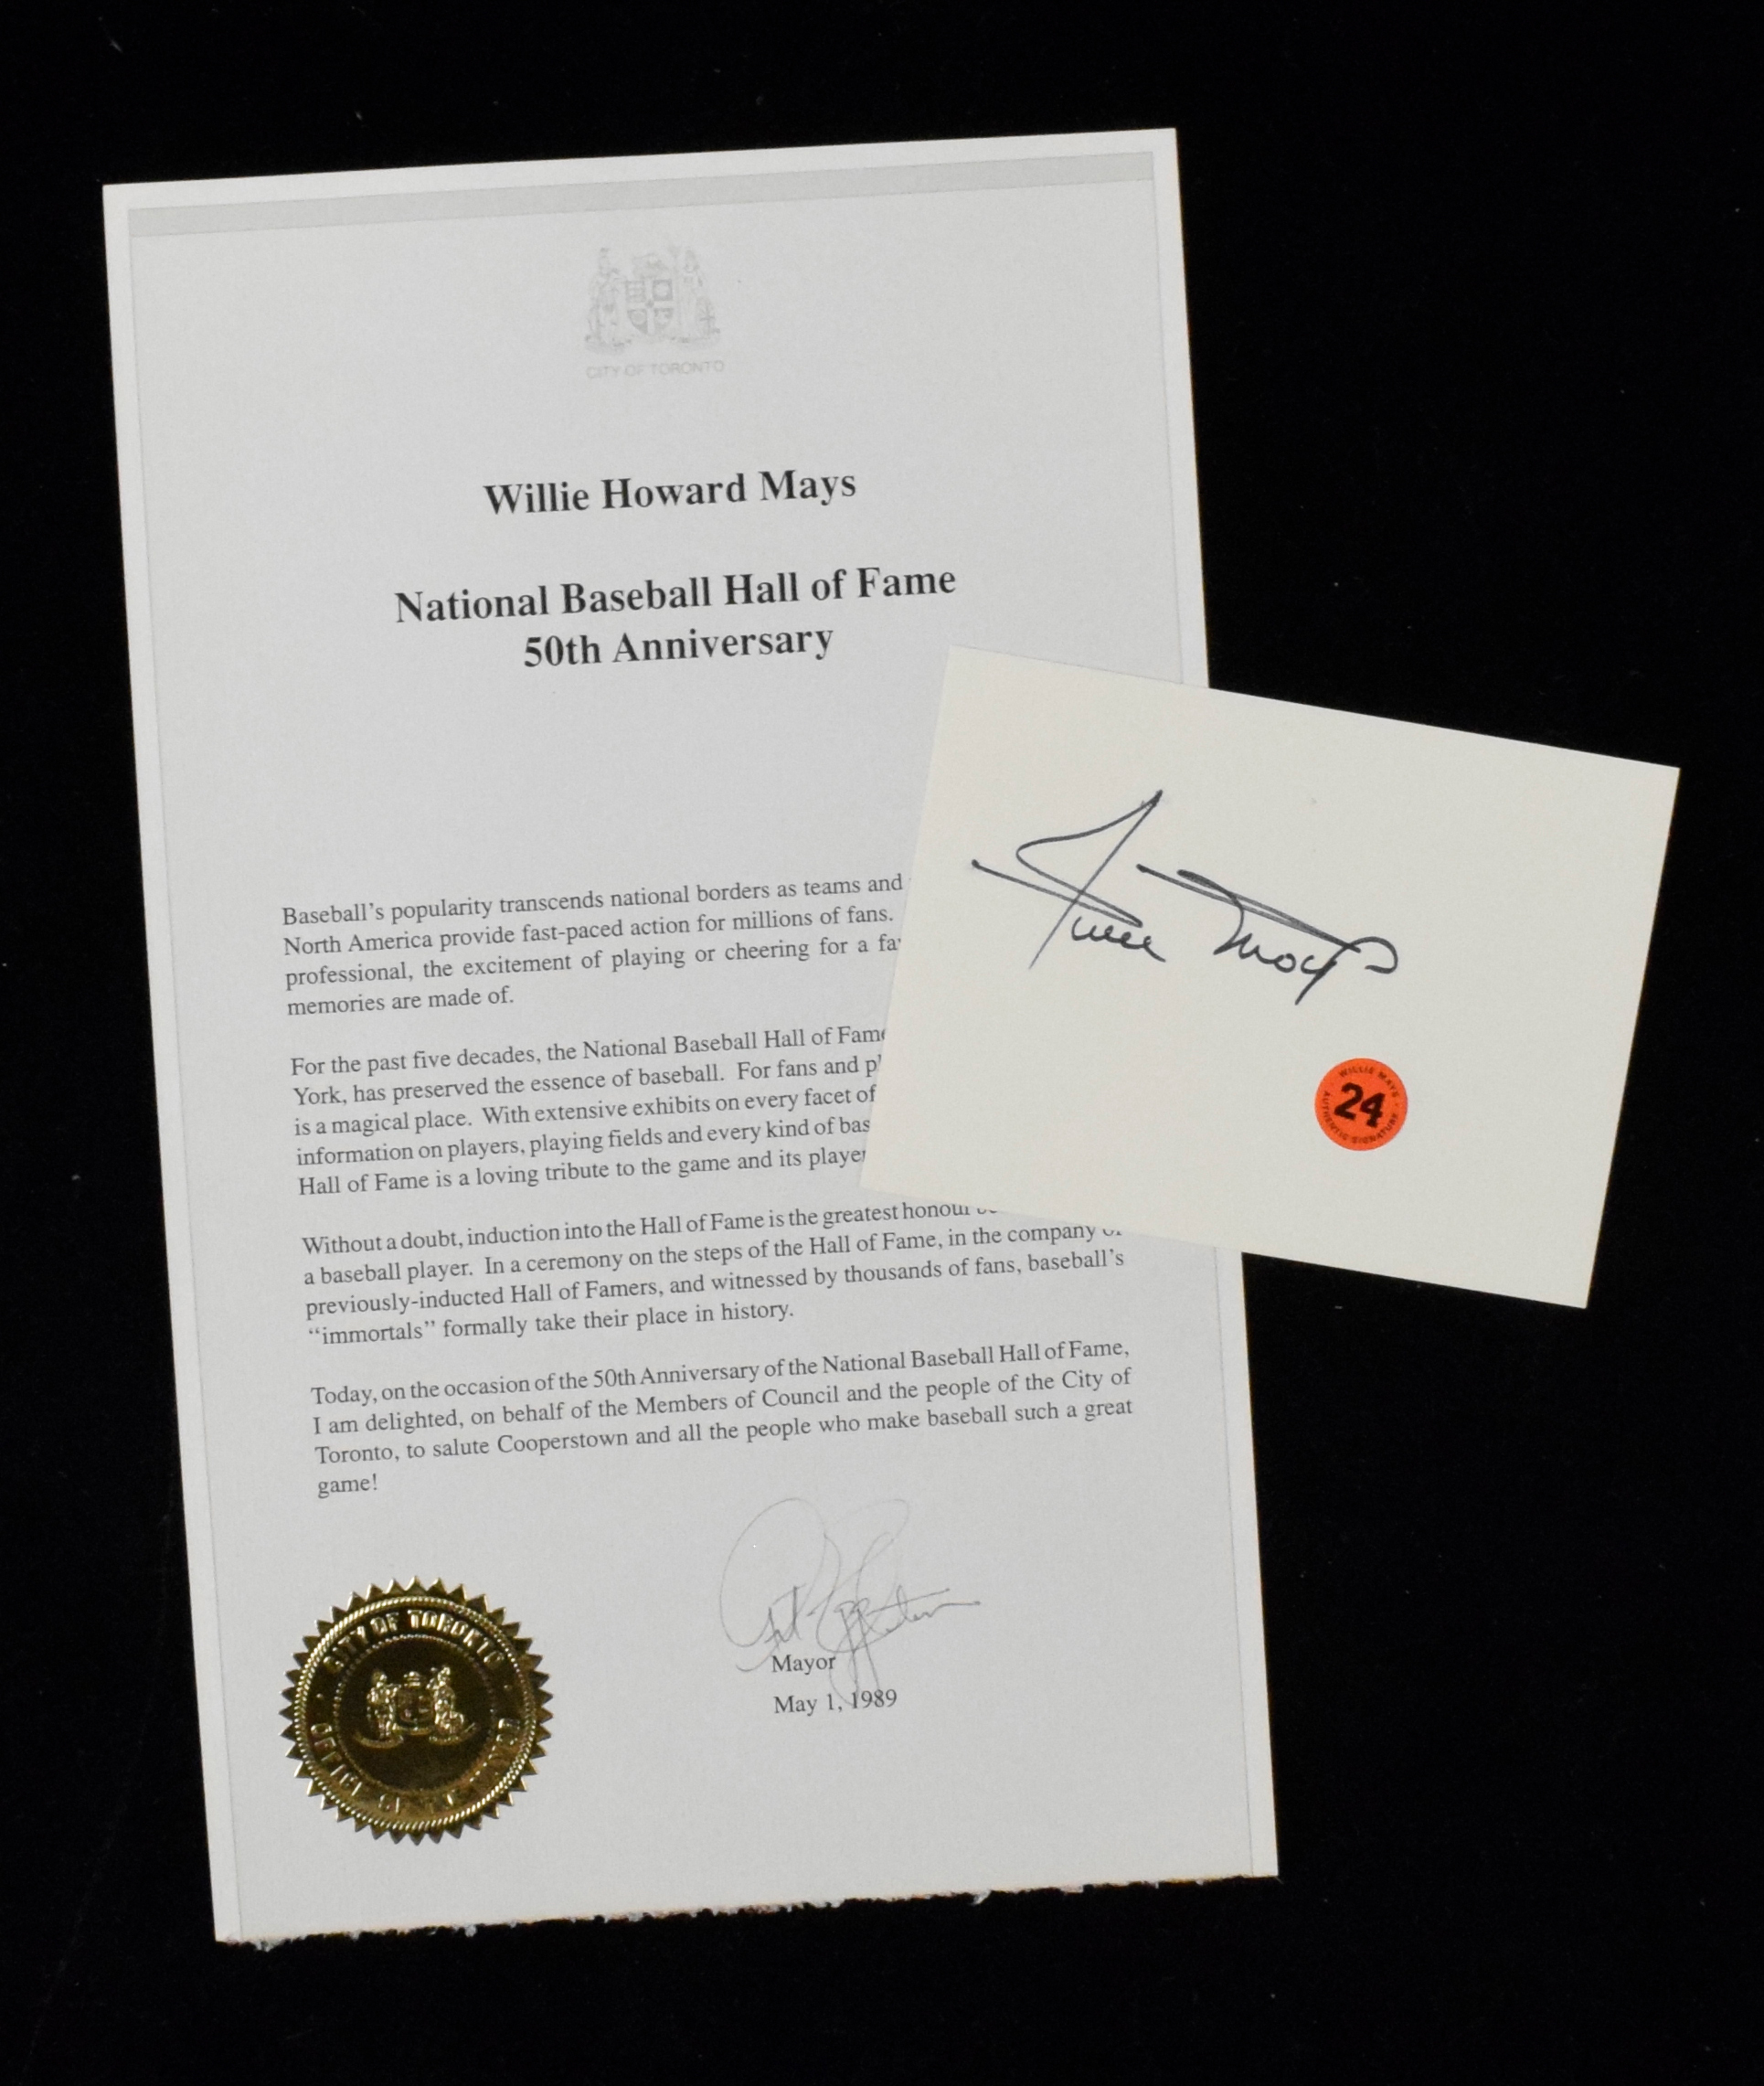 CITY OF TORONTO
Willie Howard Mays
National Baseball Hall of Fame
50th Anniversary
Baseball’s popularity transcends national borders as teams and
North America provide fast-paced action for millions of fans.
professional, the excitement of playing or cheering for a
memories are made of.
For the past five decades, the National Baseball Hall of
York, has preserved the essence of baseball. For fans and
is a magical place. With extensive exhibits on every facet of
information on players, playing fields and every kind of
Hall of Fame is a loving tribute to the game and its
Without a doubt, induction into the Hall of Fame is the greatest honour
a baseball player. In a ceremony on the steps of the Hall of Fame, in the company
previously-inducted Hall of Famers, and witnessed by thousands of fans, baseball’s
“immortals” formally take their place in history.
Today, on the occasion of the 50th Anniversary of the National Baseball Hall of Fame,
I am delighted, on behalf of the Members of Council and the people of the City of
Toronto, to salute Cooperstown and all the people who make baseball such a great
game!
Mayor
May 1, 1989
CITY OF TORONTO
OFFICE OF THE MAYOR
Willie Mays
WILLIE MAYS
24
AUTHENTIC SIGNATURE